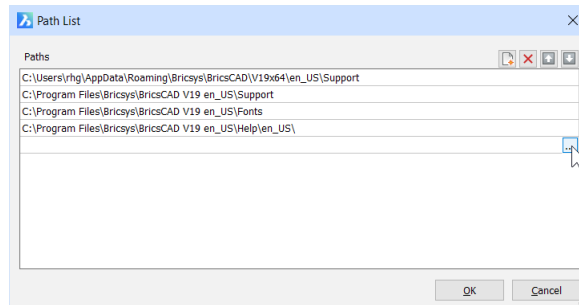 Path List
Paths
C:\Users\rhg\AppData\Roaming\Bricsys\BricsCAD\V19x64\en_US\Support
C:\Program Files\Bricsys\BricsCAD V19 en_US\Support
C:\Program Files\Bricsys\BricsCAD V19 en_US\Fonts
C:\Program Files\Bricsys\BricsCAD V19 en_US\Help\en_US\
...
OK Cancel